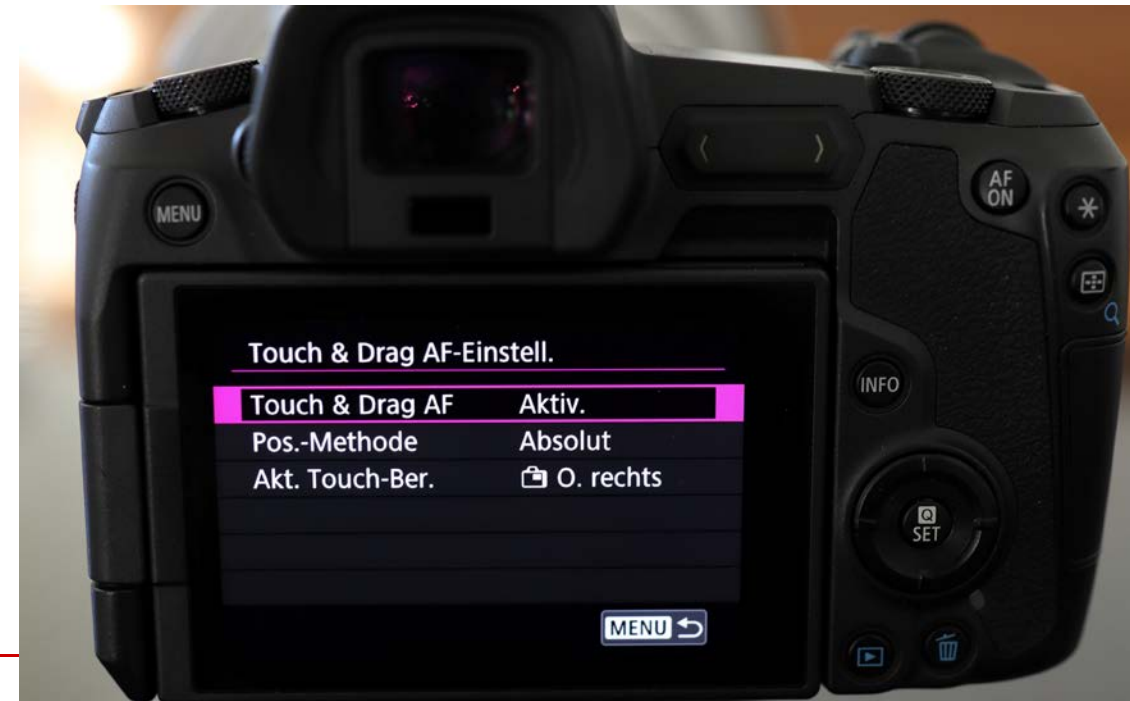 MENU
AF
ON
Touch & Drag AF-Einstell.
Touch & Drag AF Aktiv.
Pos.-Methode Absolut
Akt. Touch-Ber. O. rechts
MENU
INFO
Q
SET